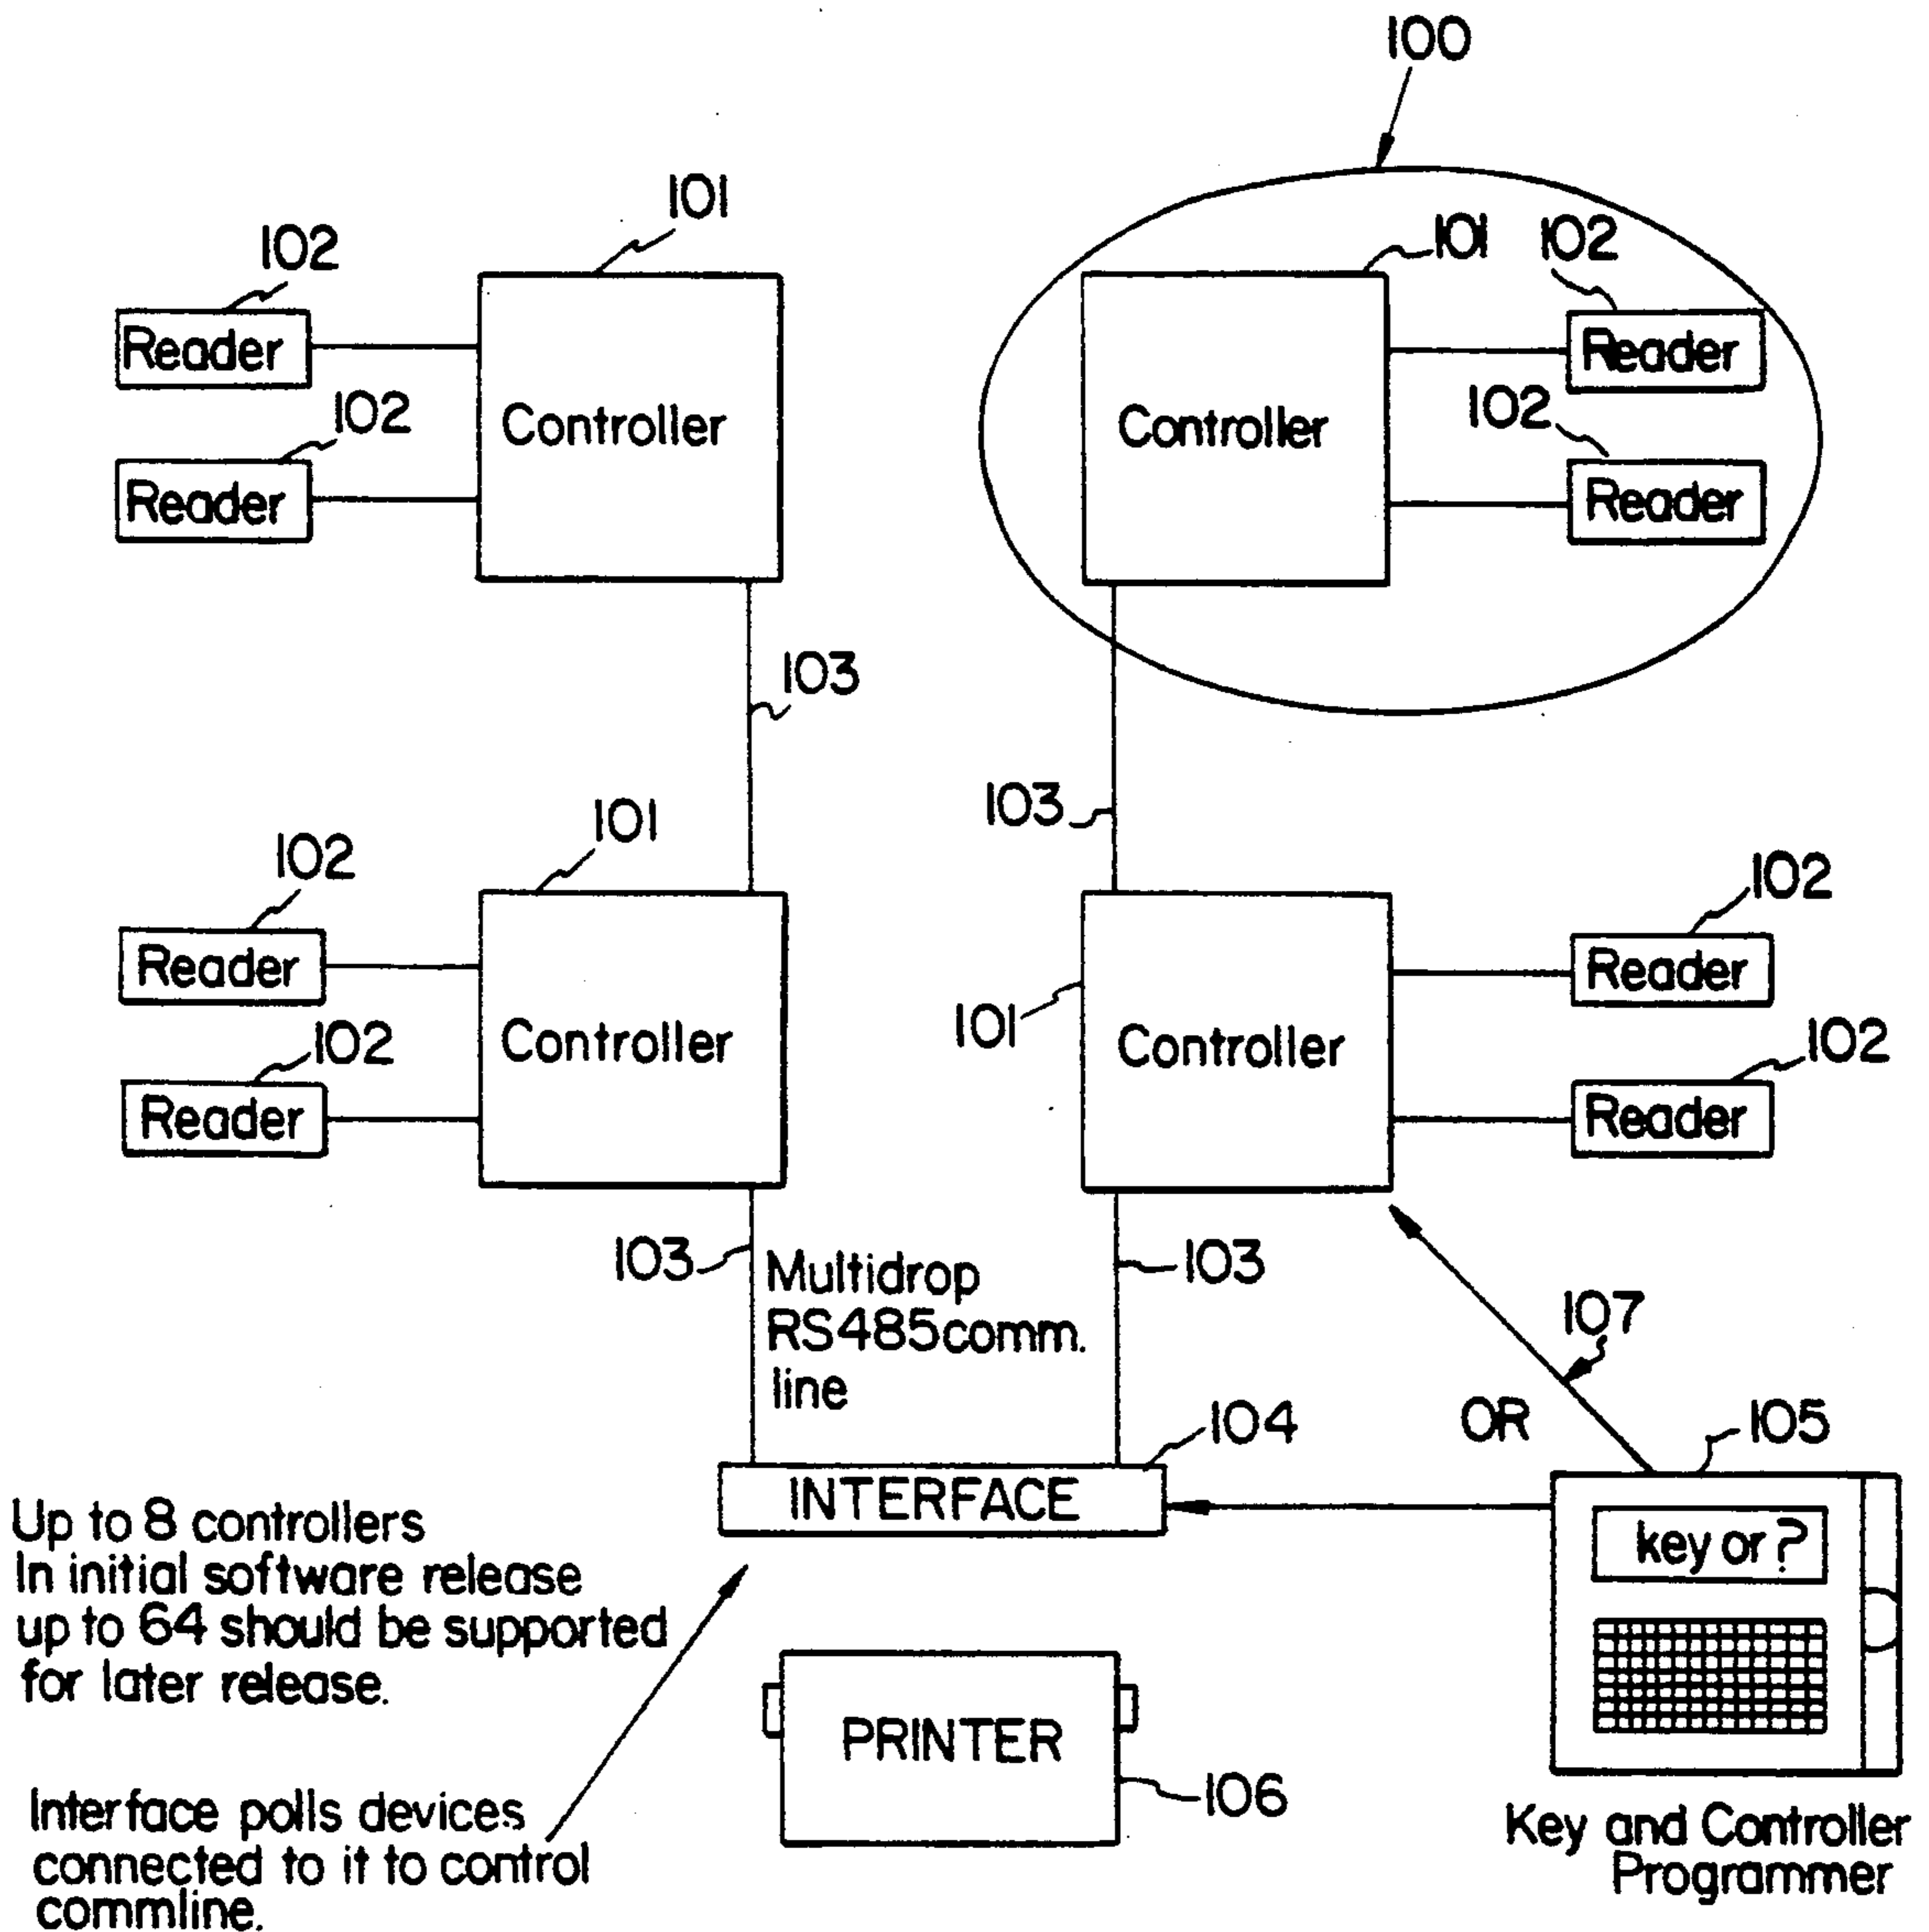 100
101
101
102
102
102
Reader
Reader
102
102
Controller
Controller
Reader
Reader
103
103
101
102
102
Reader
Reader
101
102
Controller
Controller
102
Reader
Reader
103
Multidrop
RS485 comm.
line
103
107
OR
104
105
INTERFACE
key or ?
Up to 8 controllers
In initial software release
up to 64 should be supported
for later release.
PRINTER
106
Interface polls devices
connected to it to control
commline.
Key and Controller
Programmer